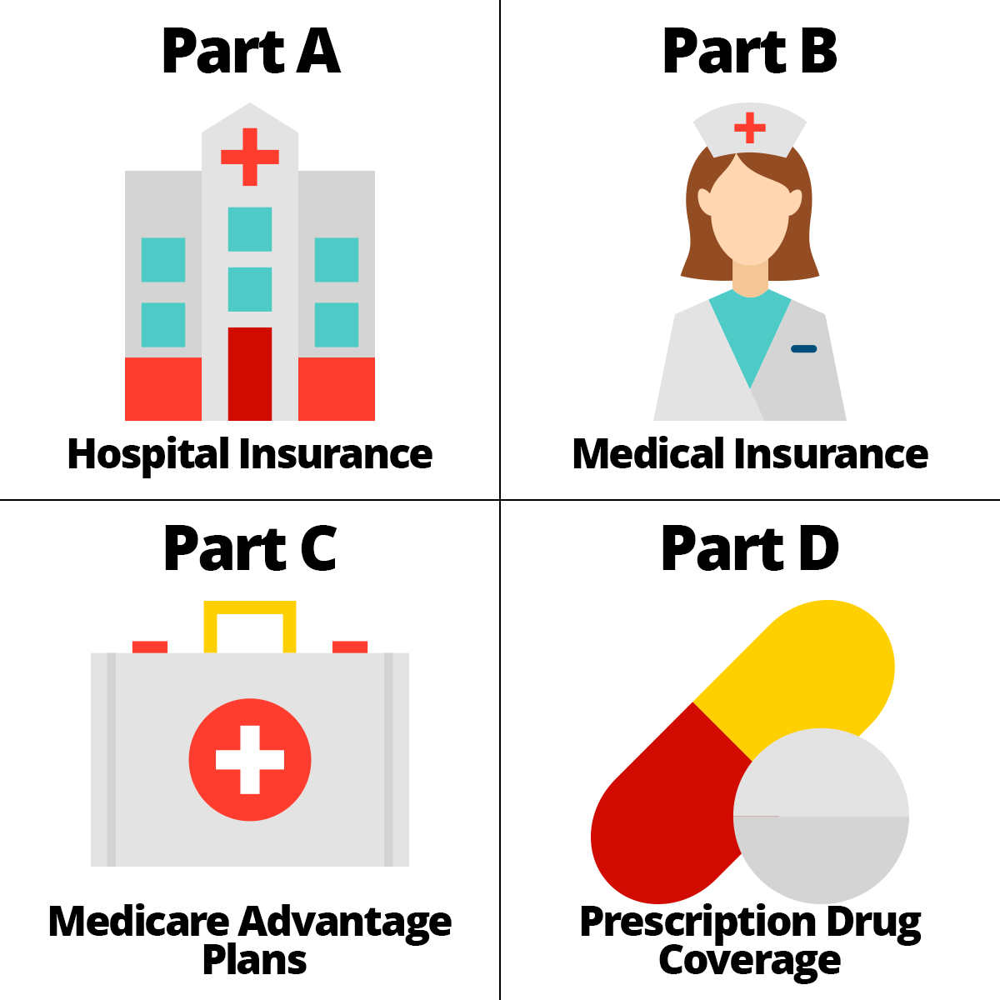 Part A
Hospital Insurance
Part B
Medical Insurance
Part C
Medicare Advantage
Plans
Part D
Prescription Drug
Coverage